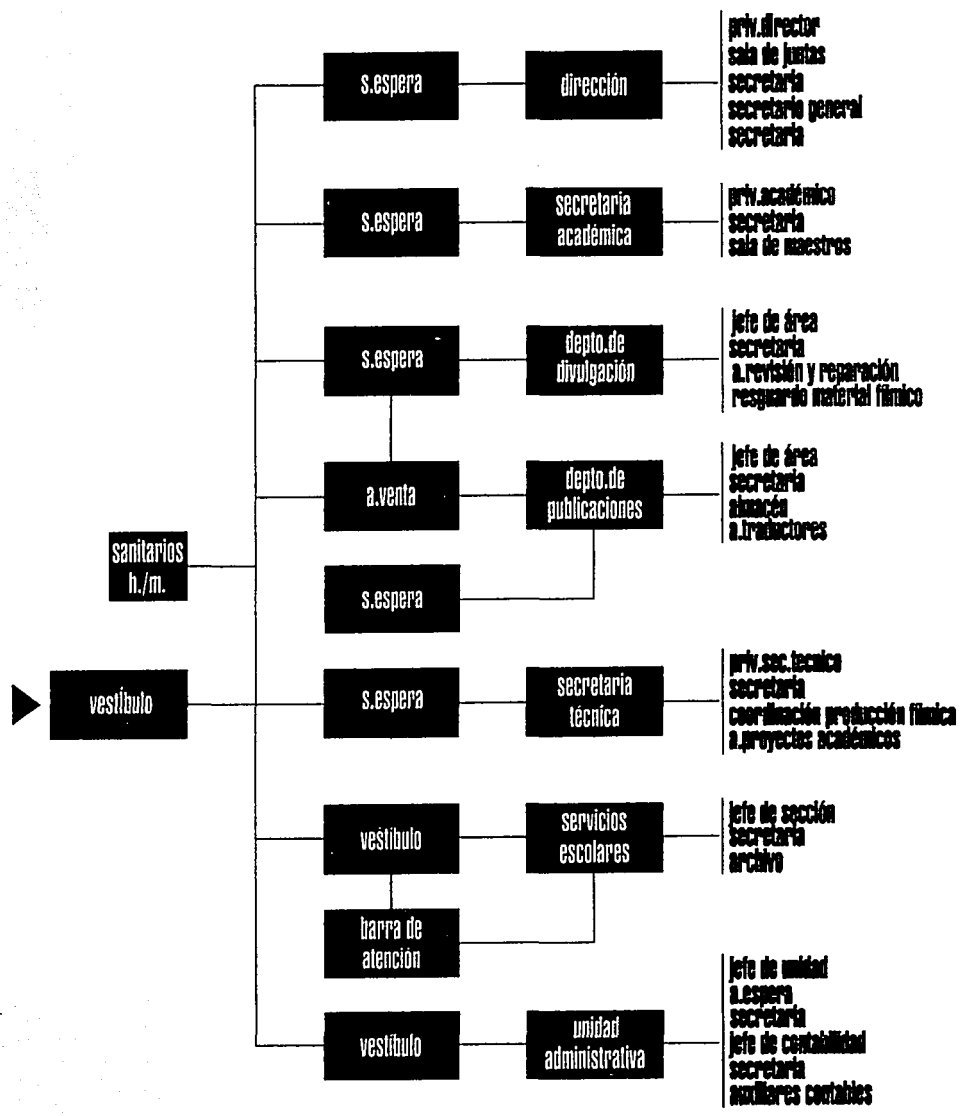 s.espera
dirección
priv.director
sala de juntas
secretaria
secretario general
secretaria
s.espera
secretaria
académica
priv.académico
secretaria
sala de maestros
s.espera
depto.de
divulgación
jefe de área
secretaria
a.revisión y reparación
resguardo material fílmico
a.venta
depto.de
publicaciones
jefe de área
secretaria
almacén
a.traductores
sanitarios
h./m.
s.espera
vestíbulo
s.espera
secretaria
técnica
priv.sec.tecnico
secretaria
coordinación producción fílmica
a.proyectos académicos
vestíbulo
servicios
escolares
jefe de sección
secretaria
archivo
barra de
atención
vestíbulo
unidad
administrativa
jefe de unidad
a.espera
secretaria
jefe de contabilidad
secretaria
auxiliares contables